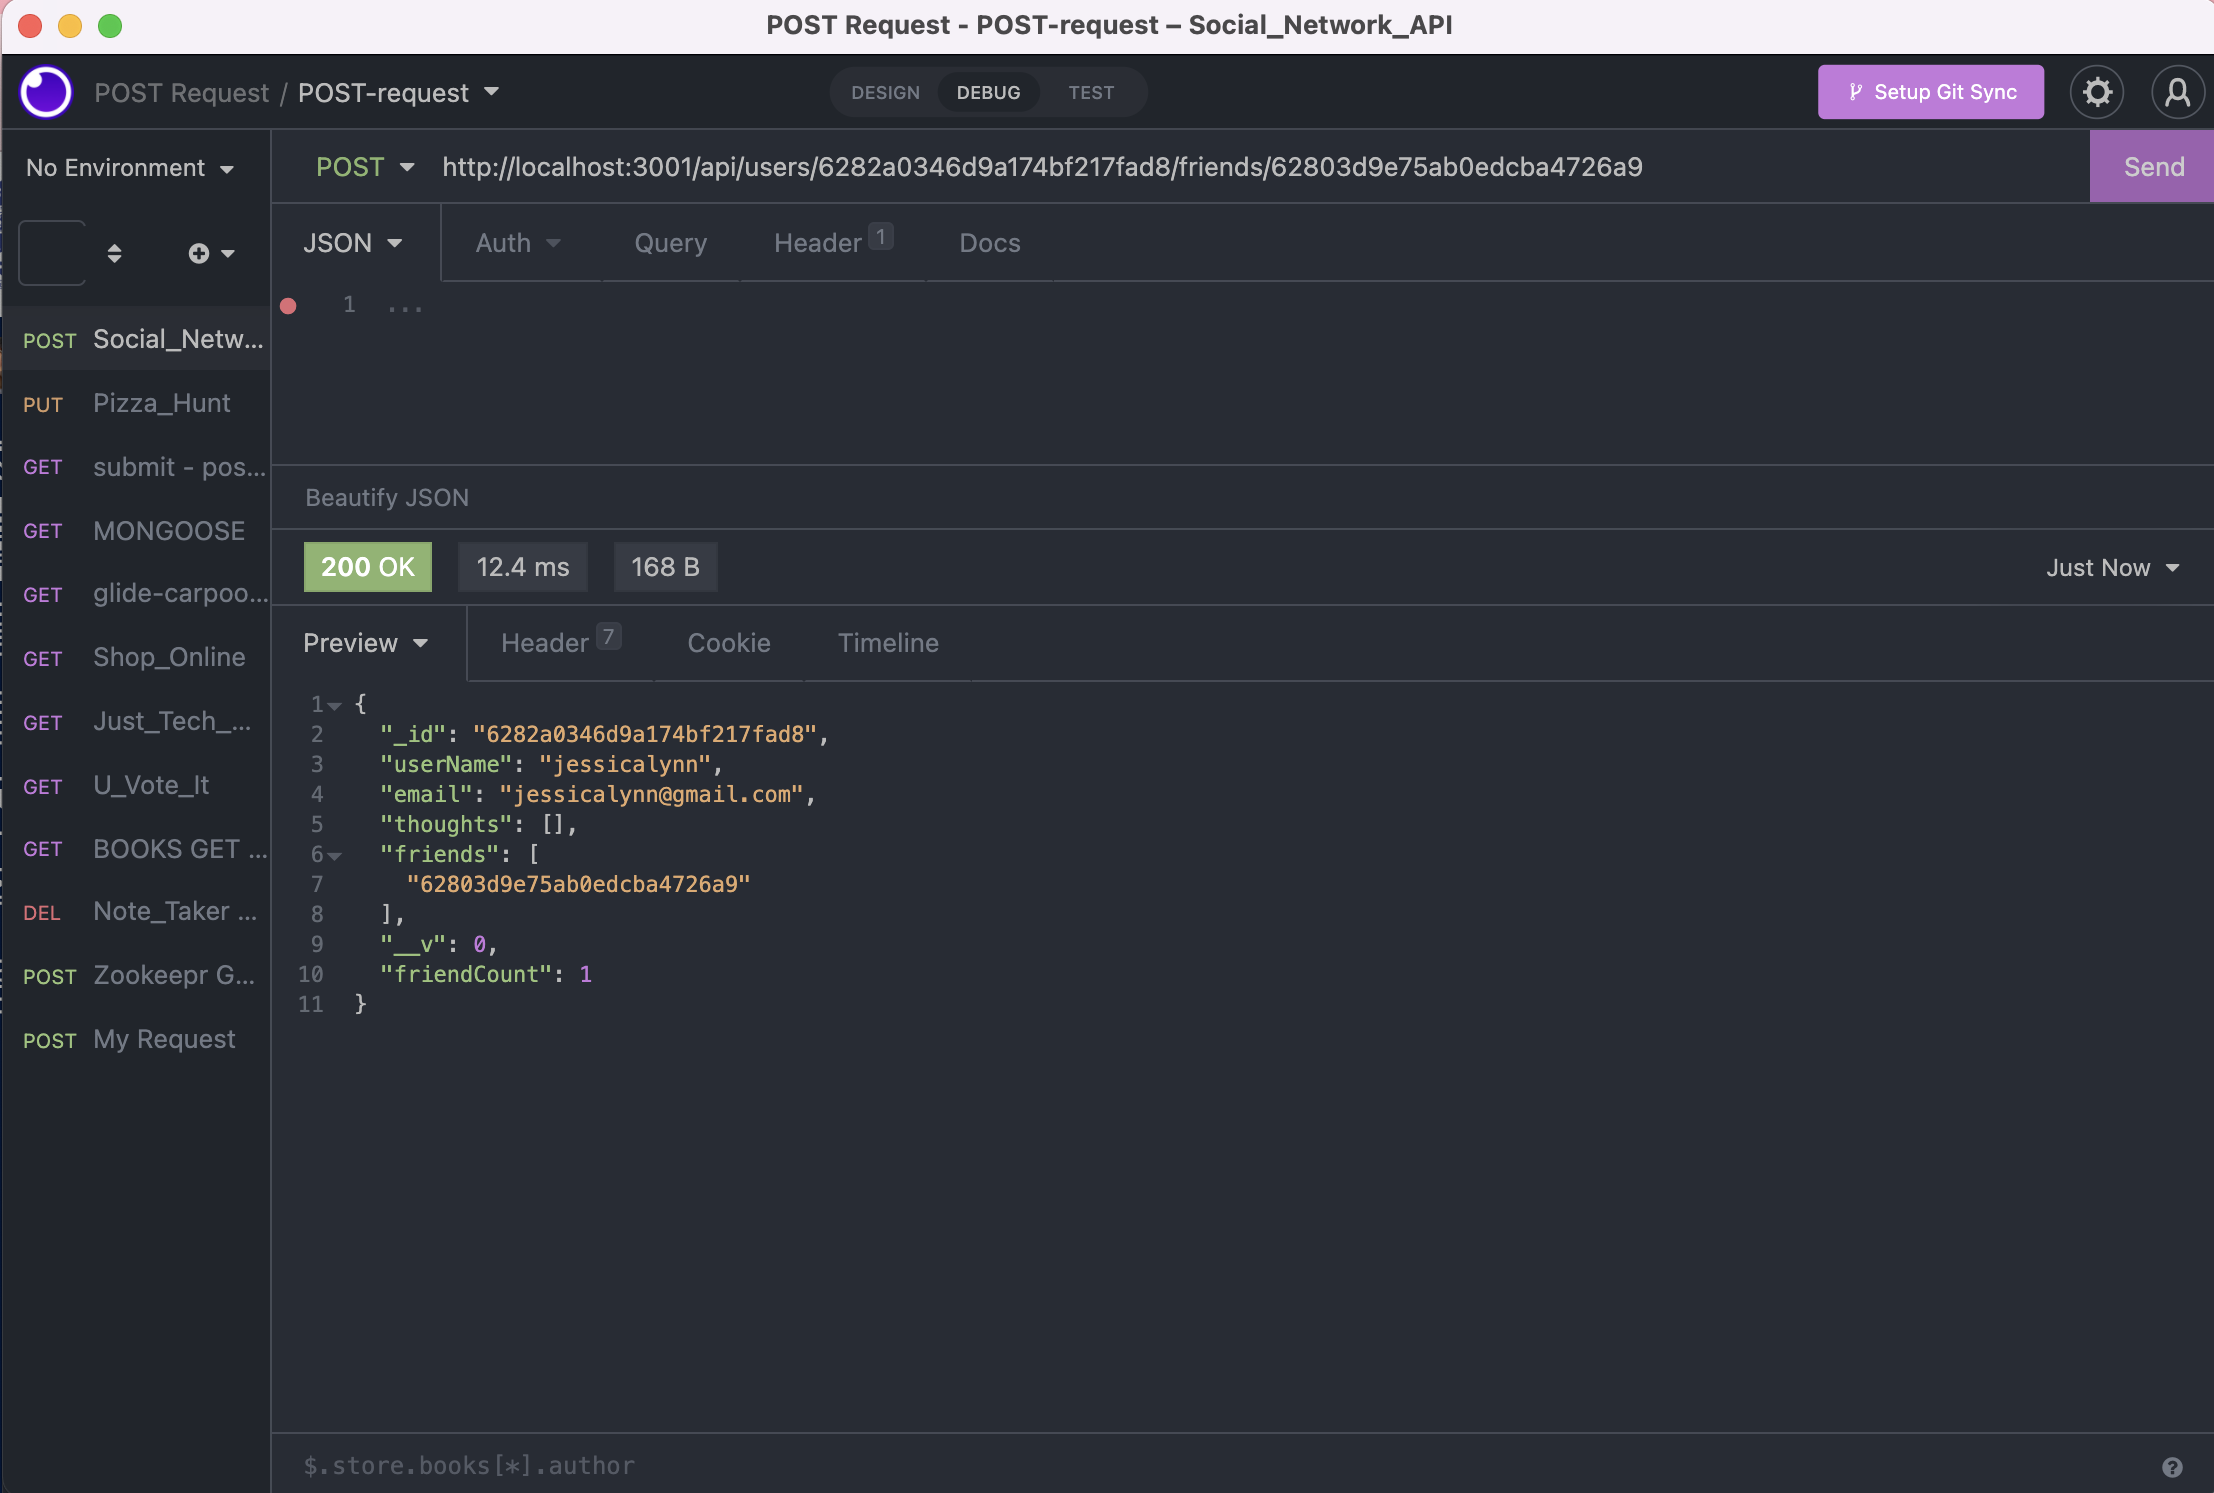 POST Request - POST-request – Social_Network_API
POST Request / POST-request
DESIGN DEBUG TEST
Setup Git Sync
No Environment
POST http://localhost:3001/api/users/6282a0346d9a174bf217fad8/friends/62803d9e75ab0edcba4726a9 Send
JSON Auth Query Header 1 Docs
1 ...
POST Social_Netw...
PUT Pizza_Hunt
GET submit - pos...
GET MONGOOSE
GET glide-carpoo...
GET Shop_Online
GET Just_Tech_...
GET U_Vote_It
GET BOOKS GET ...
DEL Note_Taker ...
POST Zookeepr G...
POST My Request
Beautify JSON
200 OK 12.4 ms 168 B Just Now
Preview Header 7 Cookie Timeline
1 {
2 "_id": "6282a0346d9a174bf217fad8",
3 "userName": "jessicalynn",
4 "email": "jessicalynn@gmail.com",
5 "thoughts": [],
6 "friends": [
7 "62803d9e75ab0edcba4726a9"
8 ],
9 "__v": 0,
10 "friendCount": 1
11 }
$.store.books[*].author